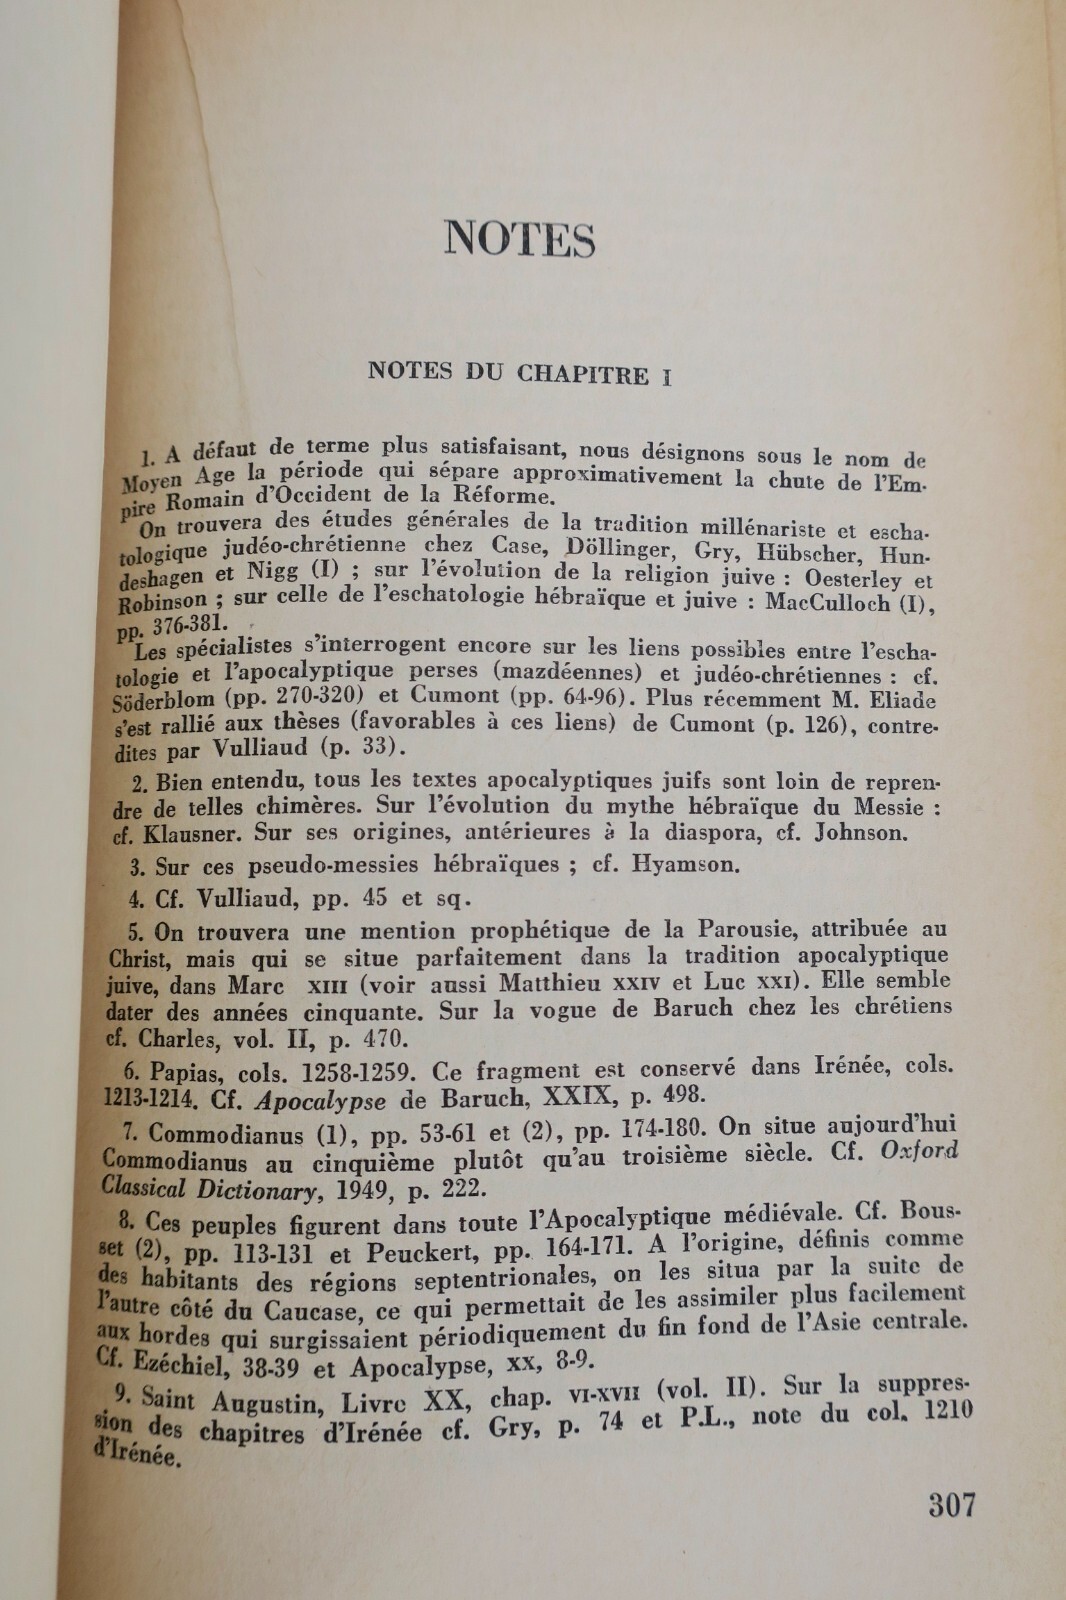 NOTES
NOTES DU CHAPITRE I
1. A défaut de terme plus satisfaisant, nous désignons sous le nom de
Moyen Age la période qui sépare approximativement la chute de l'Em-
pire Romain d'Occident de la Réforme.
On trouvera des études générales de la tradition millénariste et escha-
tologique judéo-chrétienne chez Case, Döllinger, Gry, Hübscher, Hun-
deshagen et Nigg (I) ; sur l'évolution de la religion juive : Oesterley et
Robinson ; sur celle de l'eschatologie hébraïque et juive : MacCulloch (I),
pp. 376-381.
Les spécialistes s'interrogent encore sur les liens possibles entre l'escha-
tologie et l'apocalyptique perses (mazdéennes) et judéo-chrétiennes : cf.
Söderblom (pp. 270-320) et Cumont (pp. 64-96). Plus récemment M. Eliade
s'est rallié aux thèses (favorables à ces liens) de Cumont (p. 126), contre-
dites par Vulliaud (p. 33).
2. Bien entendu, tous les textes apocalyptiques juifs sont loin de repren-
dre de telles chimères. Sur l'évolution du mythe hébraïque du Messie :
cf. Klausner. Sur ses origines, antérieures à la diaspora, cf. Johnson.
3. Sur ces pseudo-messies hébraïques ; cf. Hyamson.
4. Cf. Vulliaud, pp. 45 et sq.
5. On trouvera une mention prophétique de la Parousie, attribuée au
Christ, mais qui se situe parfaitement dans la tradition apocalyptique
juive, dans Marc XIII (voir aussi Matthieu XXIV et Luc XXI). Elle semble
dater des années cinquante. Sur la vogue de Baruch chez les chrétiens
cf. Charles, vol. II, p. 470.
6. Papias, cols. 1258-1259. Ce fragment est conservé dans Irénée, cols.
1213-1214. Cf. Apocalypse de Baruch, XXIX, p. 498.
7. Commodianus (1), pp. 53-61 et (2), pp. 174-180. On situe aujourd'hui
Commodianus au cinquième plutôt qu'au troisième siècle. Cf. Oxford
Classical Dictionary, 1949, p. 222.
8. Ces peuples figurent dans toute l'Apocalyptique médiévale. Cf. Bous-
set (2), pp. 113-131 et Peuckert, pp. 164-171. A l'origine, définis comme
des habitants des régions septentrionales, on les situa par la suite de
l'autre côté du Caucase, ce qui permettait de les assimiler plus facilement
aux hordes qui surgissaient périodiquement du fin fond de l'Asie centrale.
Cf. Ezéchiel, 38-39 et Apocalypse, XX, 8-9.
9. Saint Augustin, Livre XX, chap. VI-XVII (vol. II). Sur la suppres-
sion des chapitres d'Irénée cf. Gry, p. 74 et P.L., note du col. 1210
d'Irénée.
307